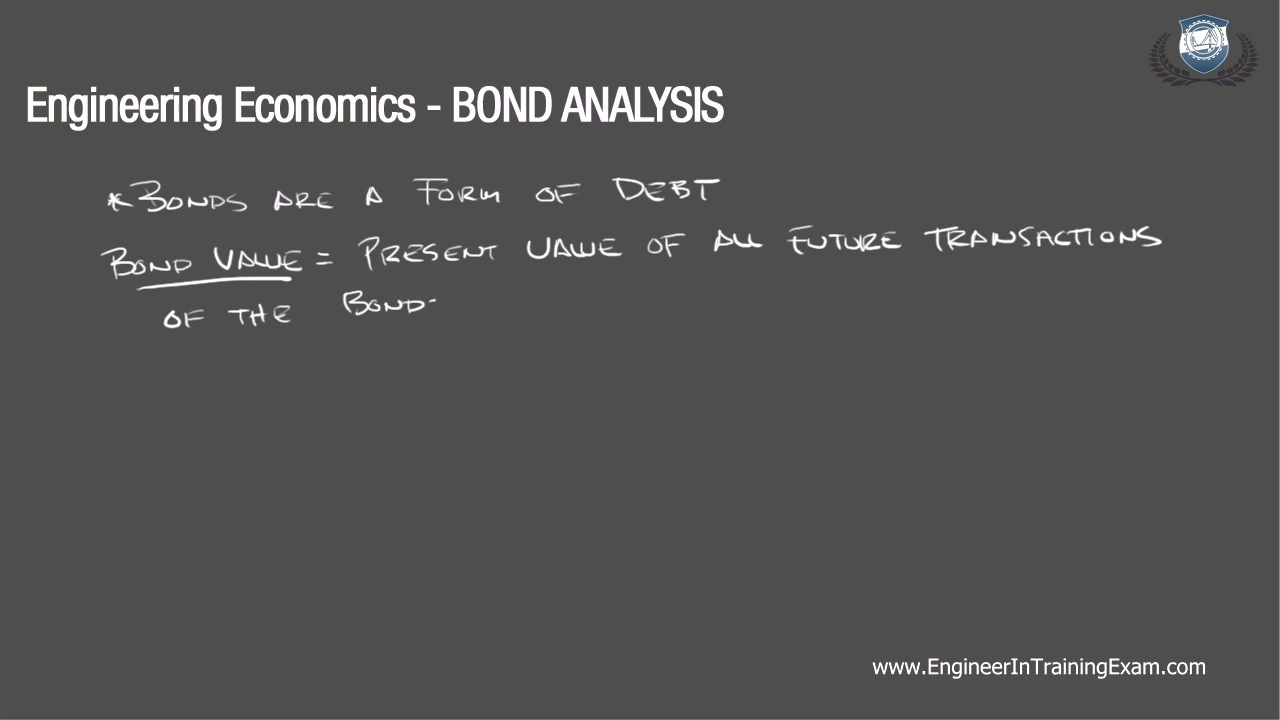 Engineering Economics - BOND ANALYSIS
*BONDS ARE A FORM OF DEBT
BOND VALUE = PRESENT VALUE OF ALL FUTURE TRANSACTIONS
OF THE BOND.
www.EngineerInTrainingExam.com